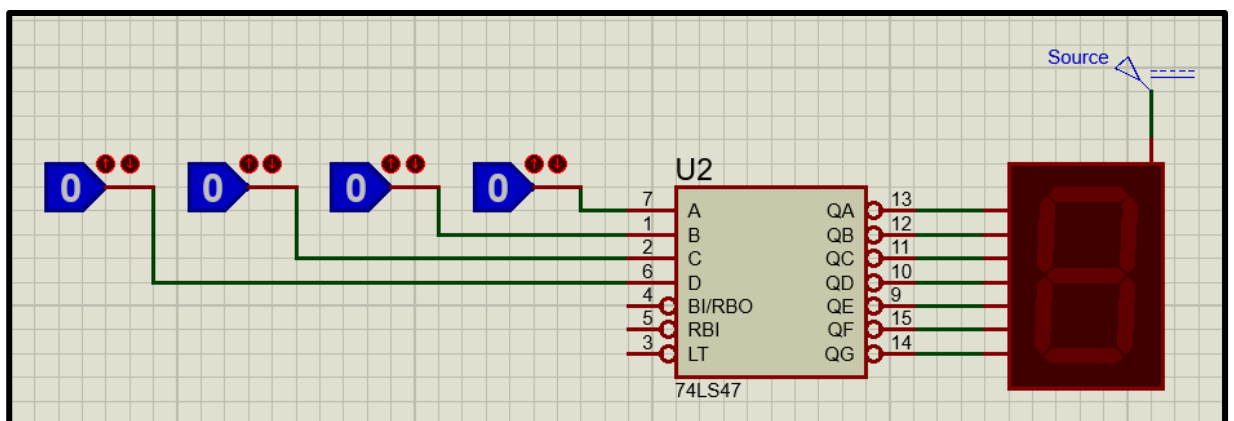 Source
0 0 0 0
U2
7 A QA 13
1 B QB 12
2 C QC 11
6 D QD 10
4 BI/RBO QE 9
5 RBI QF 15
3 LT QG 14
74LS47